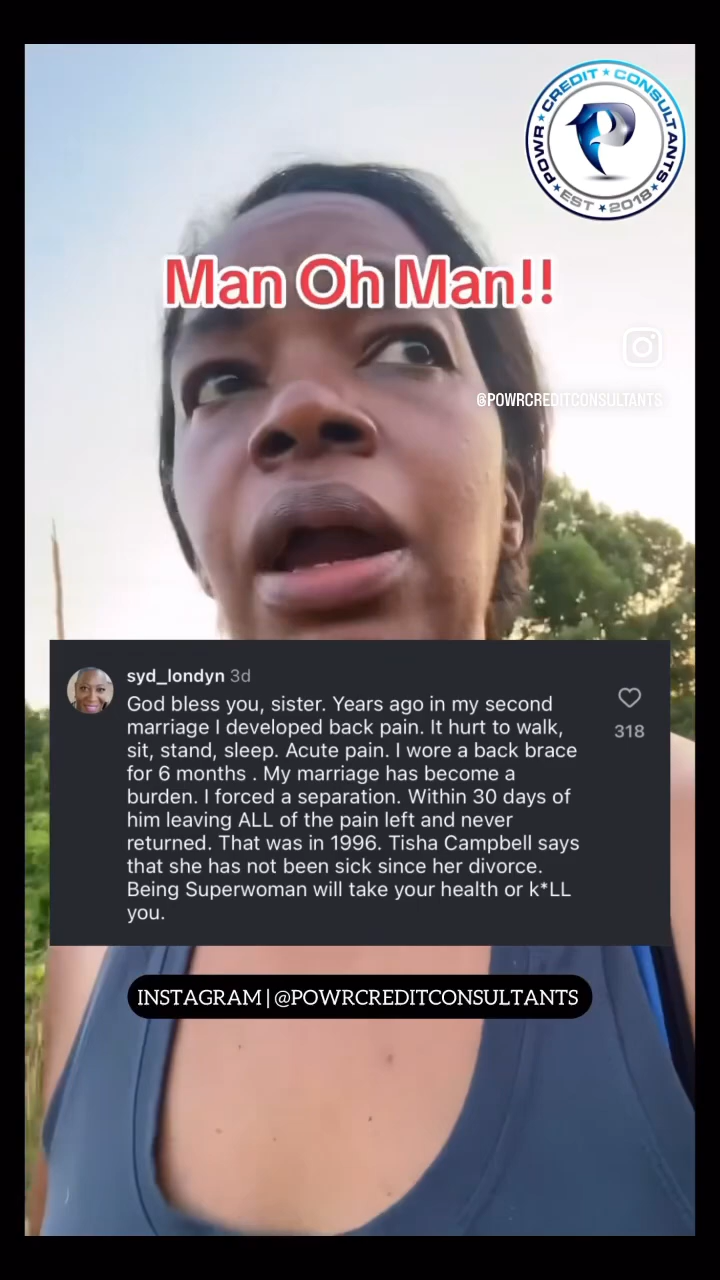 POWR ★ CREDIT ★ CONSULTANTS
★ EST ★ 2018 ★
Man Oh Man!!
@POWRCREDITCONSULTANTS
syd_londyn 3d
God bless you, sister. Years ago in my second
marriage I developed back pain. It hurt to walk,
sit, stand, sleep. Acute pain. I wore a back brace
for 6 months . My marriage has become a
burden. I forced a separation. Within 30 days of
him leaving ALL of the pain left and never
returned. That was in 1996. Tisha Campbell says
that she has not been sick since her divorce.
Being Superwoman will take your health or k*LL
you.
318
INSTAGRAM | @POWRCREDITCONSULTANTS